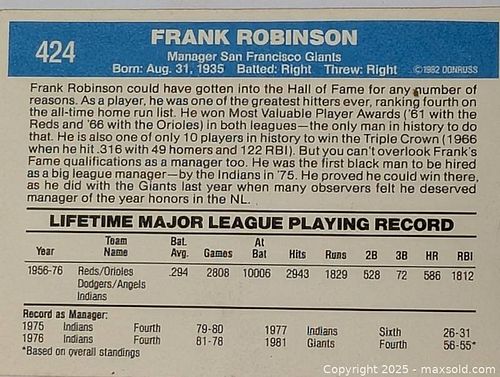 424
FRANK ROBINSON
Manager San Francisco Giants
Born: Aug. 31, 1935 Batted: Right Threw: Right ©1982 DONRUSS
Frank Robinson could have gotten into the Hall of Fame for any number of
reasons. As a player, he was one of the greatest hitters ever, ranking fourth on
the all-time home run list. He won Most Valuable Player Awards ('61 with the
Reds and '66 with the Orioles) in both leagues—the only man in history to do
that. He is also one of only 10 players in history to win the Triple Crown (1966
when he hit .316 with 49 homers and 122 RBI). But you can't overlook Frank's
Fame qualifications as a manager too. He was the first black man to be hired
as a big league manager—by the Indians in '75. He proved he could win there,
as he did with the Giants last year when many observers felt he deserved
manager of the year honors in the NL.
LIFETIME MAJOR LEAGUE PLAYING RECORD
Year Team Name Bat. Avg. Games At Bat Hits Runs 2B 3B HR RBI
1956-76 Reds/Orioles .294 2808 10006 2943 1829 528 72 586 1812
Dodgers/Angels
Indians
Record as Manager:
1975 Indians Fourth 79-80 1977 Indians Sixth 26-31
1976 Indians Fourth 81-78 1981 Giants Fourth 56-55*
*Based on overall standings
Copyright 2025 - maxsold.com